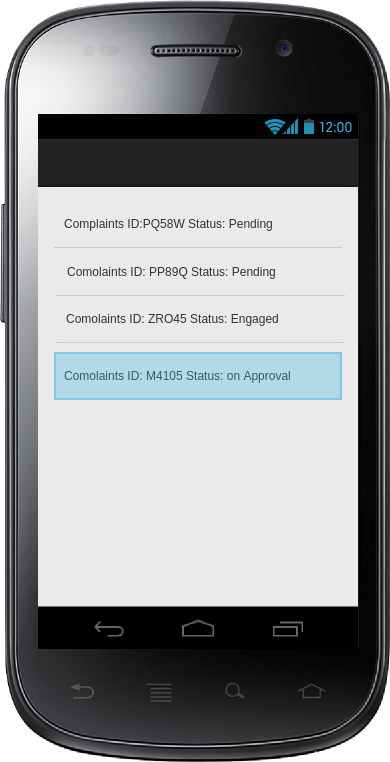 12:00
Complaints ID:PQ58W Status: Pending
Comolaints ID: PP89Q Status: Pending
Comolaints ID: ZRO45 Status: Engaged
Comolaints ID: M4105 Status: on Approval